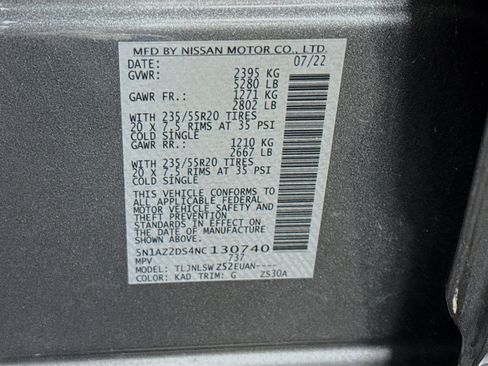 MFD BY NISSAN MOTOR CO., LTD.
DATE: 07/22
GVWR: 2395 KG
5280 LB
GAWR FR.: 1271 KG
2802 LB
WITH 235/55R20 TIRES
20 X 7.5 RIMS AT 35 PSI
COLD SINGLE
GAWR RR.: 1210 KG
2667 LB
WITH 235/55R20 TIRES
20 X 7.5 RIMS AT 35 PSI
COLD SINGLE
THIS VEHICLE CONFORMS TO
ALL APPLICABLE FEDERAL
MOTOR VEHICLE SAFETY AND
THEFT PREVENTION
STANDARDS IN EFFECT ON
THE DATE OF MANUFACTURE
SHOWN ABOVE.
5N1AZ2DS4NC130740
MPV 737
MODEL: TLJNLSWZ52EUAN----
COLOR: KAD TRIM: G ZS30A